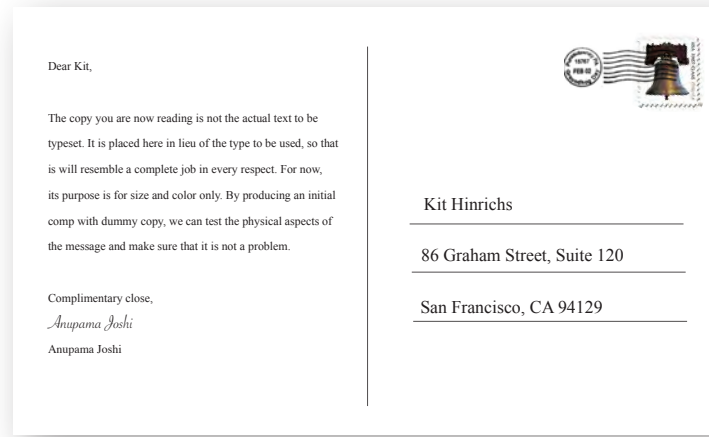 Dear Kit,
The copy you are now reading is not the actual text to be
typeset. It is placed here in lieu of the type to be used, so that
is will resemble a complete job in every respect. For now,
its purpose is for size and color only. By producing an initial
comp with dummy copy, we can test the physical aspects of
the message and make sure that it is not a problem.
Complimentary close,
Anupama Joshi
Anupama Joshi
FEB 02
Kit Hinrichs
86 Graham Street, Suite 120
San Francisco, CA 94129